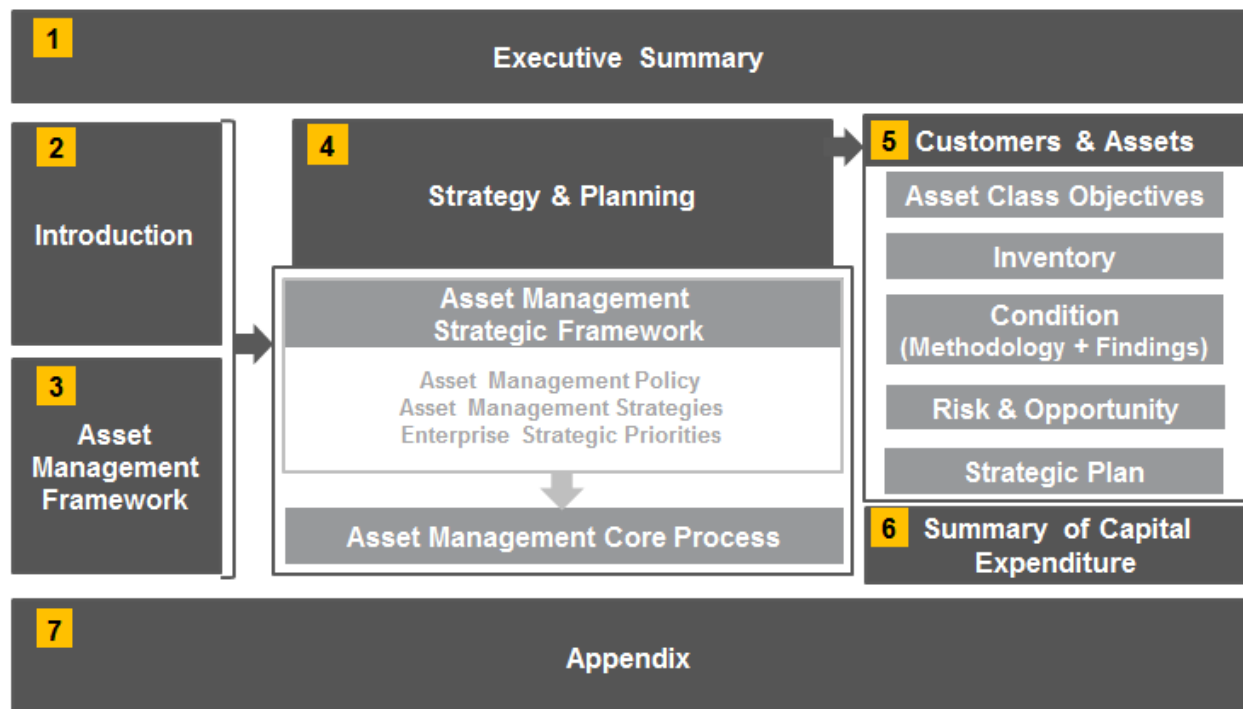 1
Executive Summary
2
Introduction
3
Asset
Management
Framework
4
Strategy & Planning
Asset Management
Strategic Framework
Asset Management Policy
Asset Management Strategies
Enterprise Strategic Priorities
Asset Management Core Process
5 Customers & Assets
Asset Class Objectives
Inventory
Condition
(Methodology + Findings)
Risk & Opportunity
Strategic Plan
6 Summary of Capital
Expenditure
7
Appendix